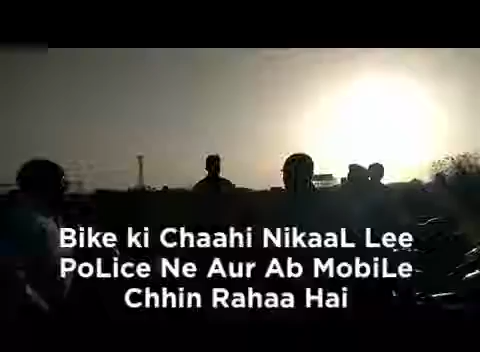 Bike ki Chaahi NikaaL Lee
PoLice Ne Aur Ab MobiLe
Chhin Rahaa Hai